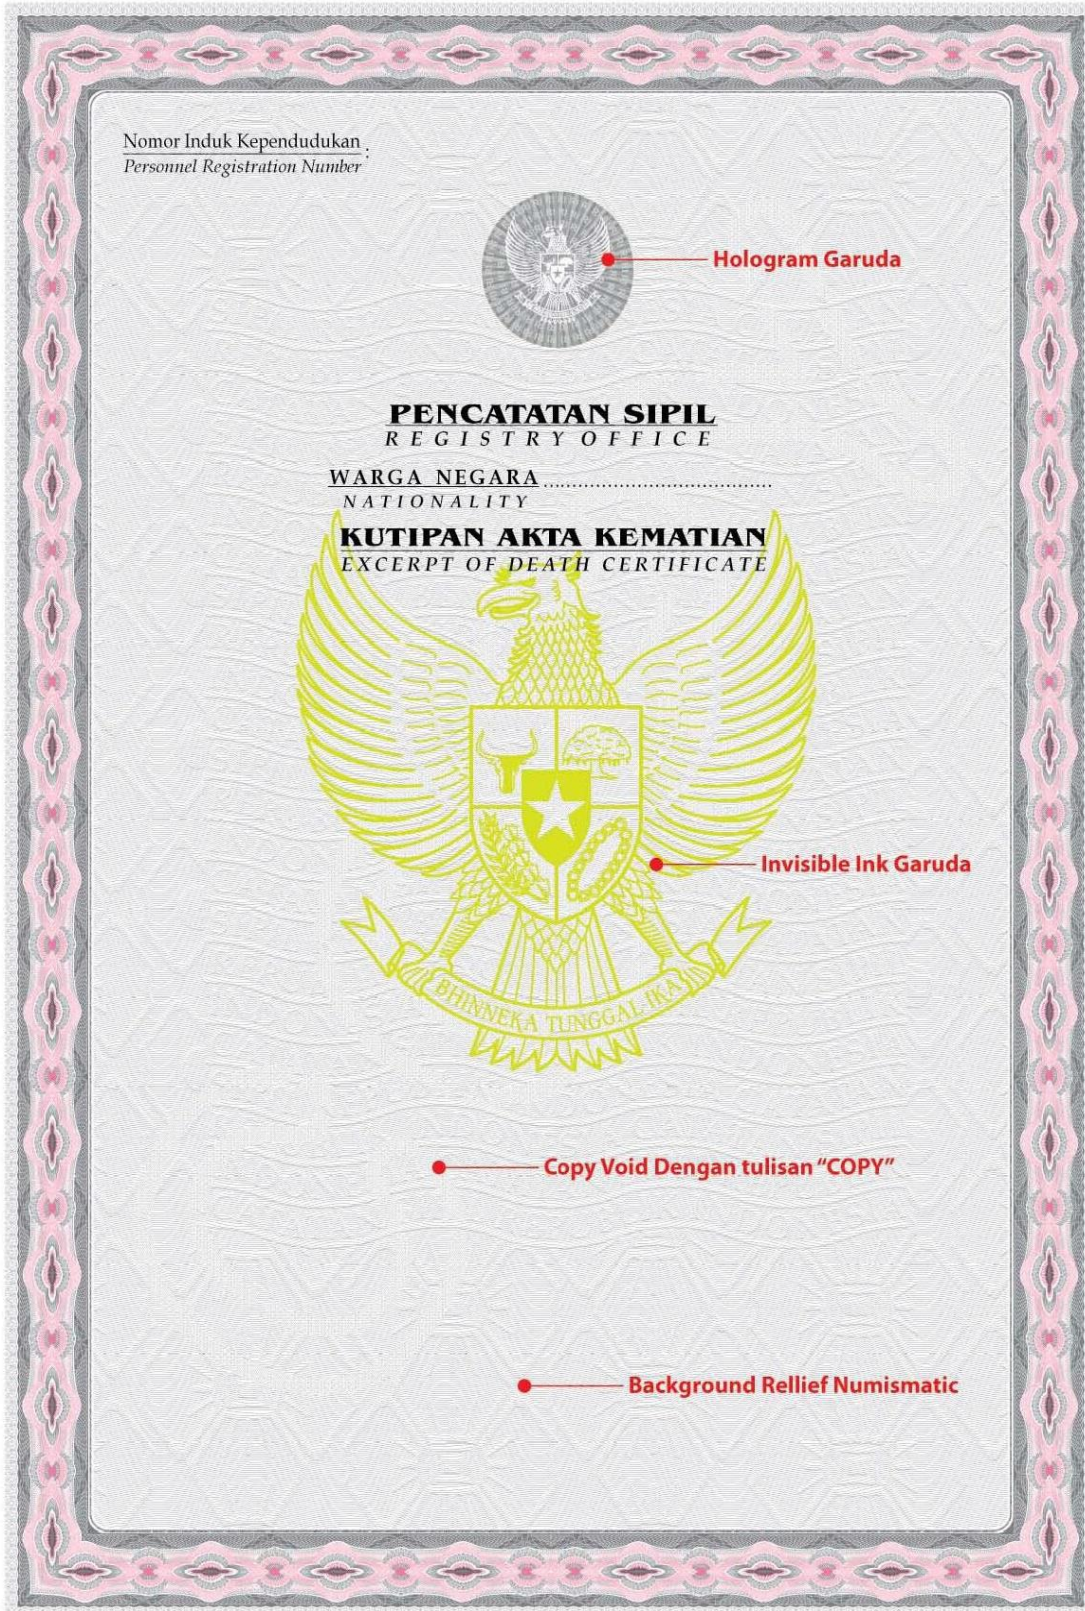 Nomor Induk Kependudukan :
Personnel Registration Number
Hologram Garuda
PENCATATAN SIPIL
REGISTRY OFFICE
WARGA NEGARA ......................................
NATIONALITY
KUTIPAN AKTA KEMATIAN
EXCERPT OF DEATH CERTIFICATE
Invisible Ink Garuda
BHINNEKA TUNGGAL IKA
Copy Void Dengan tulisan “COPY”
Background Rellief Numismatic